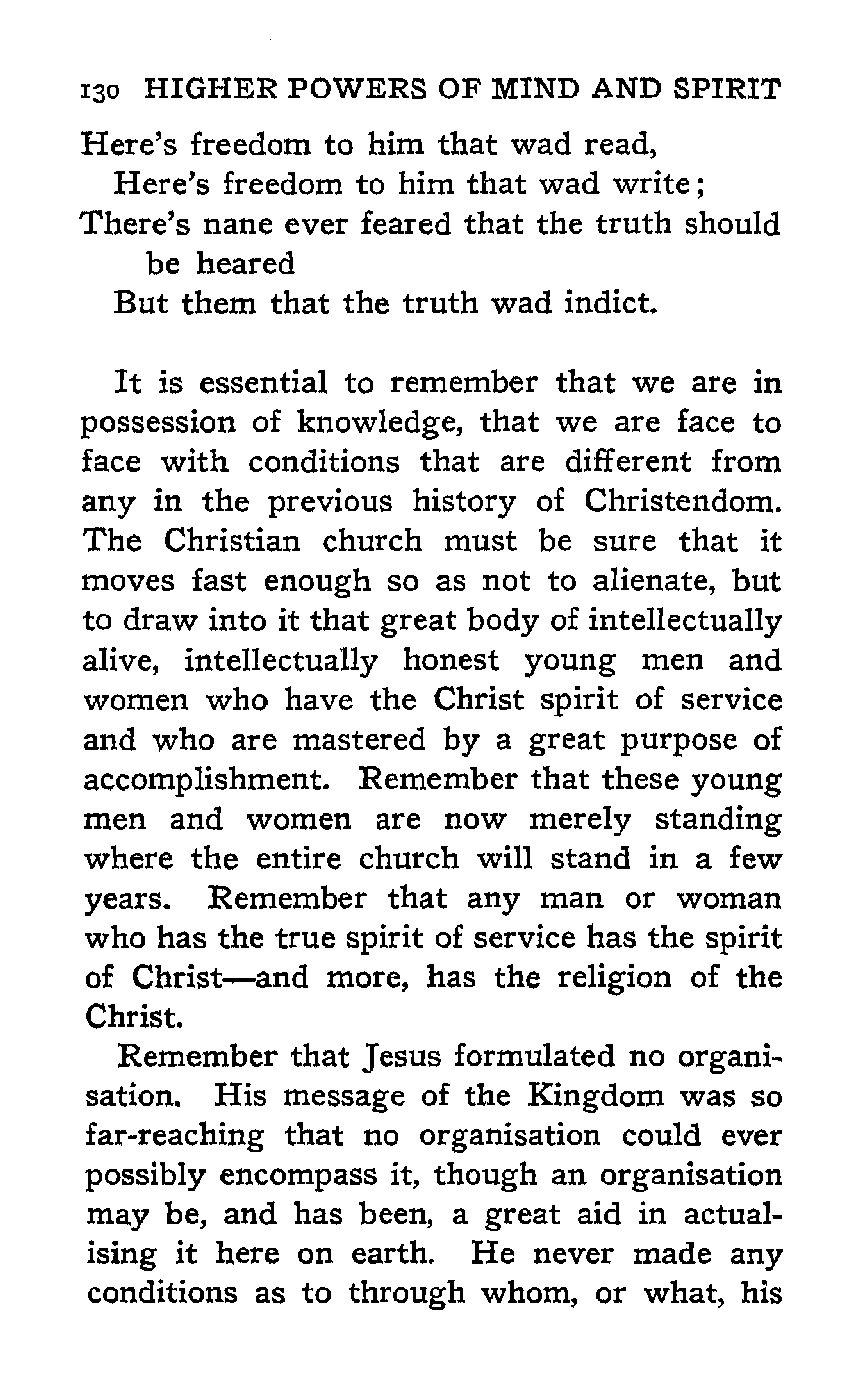 130 HIGHER POWERS OF MIND AND SPIRIT
Here's freedom to him that wad read,
Here's freedom to him that wad write;
There's nane ever feared that the truth should
be heared
But them that the truth wad indict.
It is essential to remember that we are in
possession of knowledge, that we are face to
face with conditions that are different from
any in the previous history of Christendom.
The Christian church must be sure that it
moves fast enough so as not to alienate, but
to draw into it that great body of intellectually
alive, intellectually honest young men and
women who have the Christ spirit of service
and who are mastered by a great purpose of
accomplishment. Remember that these young
men and women are now merely standing
where the entire church will stand in a few
years. Remember that any man or woman
who has the true spirit of service has the spirit
of Christ—and more, has the religion of the
Christ.
Remember that Jesus formulated no organi-
sation. His message of the Kingdom was so
far-reaching that no organisation could ever
possibly encompass it, though an organisation
may be, and has been, a great aid in actual-
ising it here on earth. He never made any
conditions as to through whom, or what, his